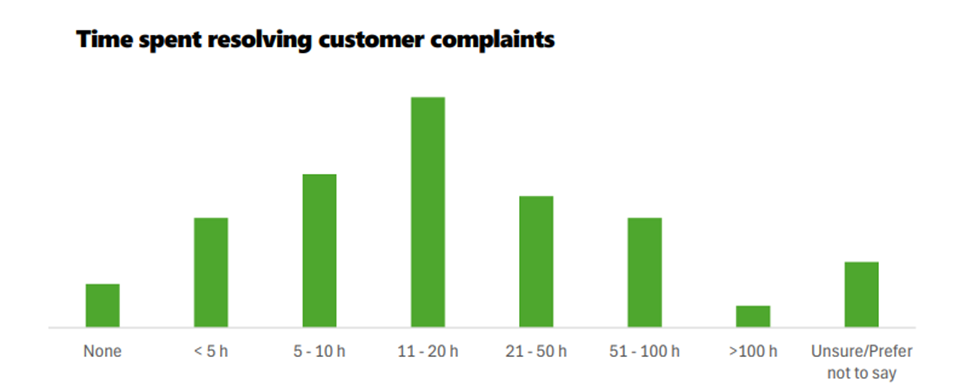 Time spent resolving customer complaints
None
< 5 h
5 - 10 h
11 - 20 h
21 - 50 h
51 - 100 h
>100 h
Unsure/Prefer
not to say